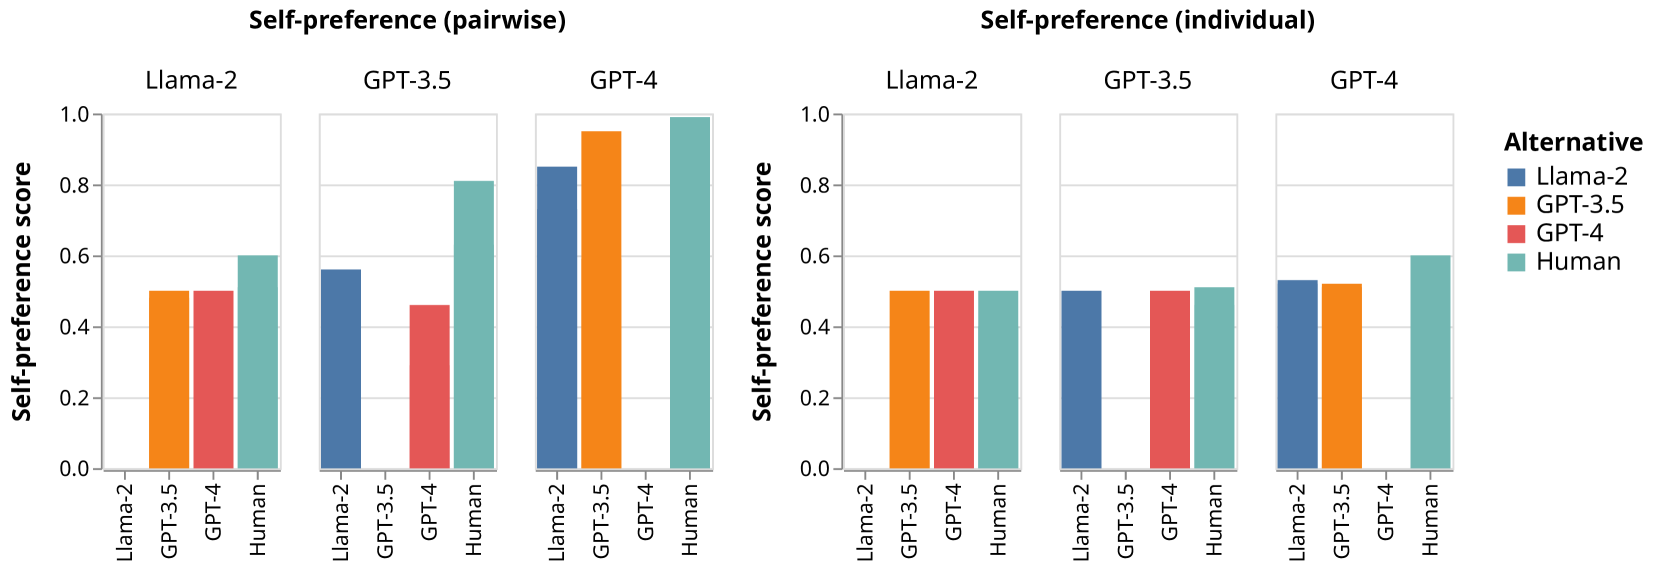 Self-preference (pairwise)
Self-preference (individual)
Llama-2 GPT-3.5 GPT-4
Llama-2 GPT-3.5 GPT-4
Self-preference score
1.0
0.8
0.6
0.4
0.2
0.0
Llama-2 GPT-3.5 GPT-4 Human
Llama-2 GPT-3.5 GPT-4 Human
Llama-2 GPT-3.5 GPT-4 Human
Self-preference score
1.0
0.8
0.6
0.4
0.2
0.0
Llama-2 GPT-3.5 GPT-4 Human
Llama-2 GPT-3.5 GPT-4 Human
Llama-2 GPT-3.5 GPT-4 Human
Alternative
Llama-2
GPT-3.5
GPT-4
Human